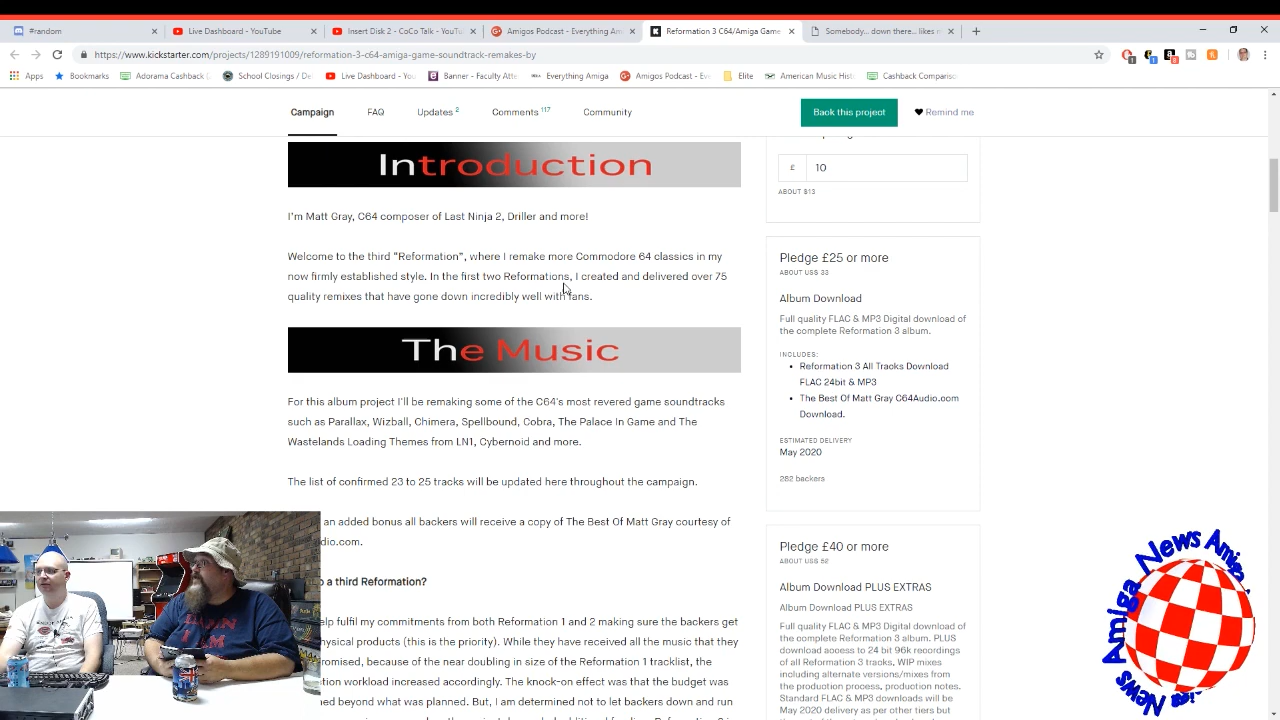 #random
Live Dashboard - YouTube
Insert Disk 2 - CoCo Talk - YouTu
Amigos Podcast - Everything Am
Reformation 3 C64/Amiga Game
Somebody... down there... likes m
https://www.kickstarter.com/projects/1289191009/reformation-3-c64-amiga-game-soundtrack-remakes-by
Apps
Bookmarks
Adorama Cashback
School Closings / De
Live Dashboard - You
Banner - Faculty Atte
Everything Amiga
Amigos Podcast - Eve
Elite
American Music Hist
Cashback Compariso
Campaign
FAQ
Updates 2
Comments 117
Community
Back this project
Remind me
Introduction
I'm Matt Gray, C64 composer of Last Ninja 2, Driller and more!
Welcome to the third "Reformation", where I remake more Commodore 64 classics in my
now firmly established style. In the first two Reformations, I created and delivered over 75
quality remixes that have gone down incredibly well with fans.
The Music
For this album project I'll be remaking some of the C64's most revered game soundtracks
such as Parallax, Wizball, Chimera, Spellbound, Cobra, The Palace In Game and The
Wastelands Loading Themes from LN1, Cybernoid and more.
The list of confirmed 23 to 25 tracks will be updated here throughout the campaign.
an added bonus all backers will receive a copy of The Best Of Matt Gray courtesy of
dio.com.
o a third Reformation?
elp fulfil my commitments from both Reformation 1 and 2 making sure the backers get
hysical products (this is the priority). While they have received all the music that they
romised, because if the near doubling in size of the Reformation 1 tracklist, the
tion workload increased accordingly. The knock-on effect was that the budget was
ned beyond what was planned. But, I am determined not to let backers down and run
£
10
ABOUT $13
Pledge £25 or more
ABOUT US$ 33
Album Download
Full quality FLAC & MP3 Digital download of
the complete Reformation 3 album.
INCLUDES:
• Reformation 3 All Tracks Download
FLAC 24bit & MP3
• The Best Of Matt Gray C64Audio.com
Download.
ESTIMATED DELIVERY
May 2020
282 backers
Pledge £40 or more
ABOUT US$ 52
Album Download PLUS EXTRAS
Album Download PLUS EXTRAS
Full quality FLAC & MP3 Digital download of
the complete Reformation 3 album. PLUS
download access to 24 bit 96k recordings
of all Reformation 3 tracks, WIP mixes
including alternate versions/mixes from
the production process, production notes.
Standard FLAC & MP3 downloads will be
May 2020 delivery as per other tiers but
DAMN
I'M
Amiga News Amiga News